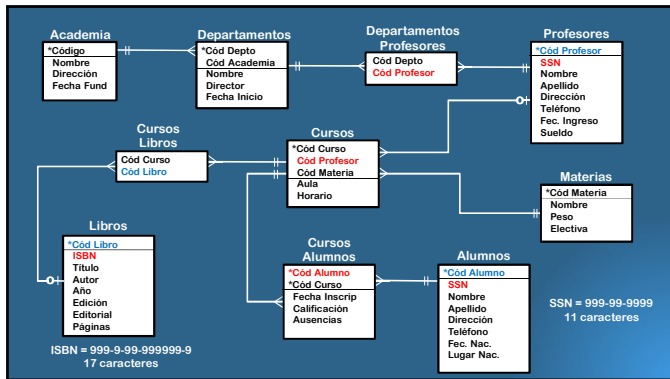 Academia
*Código
Nombre
Dirección
Fecha Fund
Departamentos
*Cód Depto
Cód Academia
Nombre
Director
Fecha Inicio
Departamentos
Profesores
Cód Depto
Cód Profesor
Profesores
*Cód Profesor
SSN
Nombre
Apellido
Dirección
Teléfono
Fec. Ingreso
Sueldo
Cursos
Libros
Cód Curso
Cód Libro
Cursos
*Cód Curso
Cód Profesor
Cód Materia
Aula
Horario
Materias
*Cód Materia
Nombre
Peso
Electiva
Libros
*Cód Libro
ISBN
Título
Autor
Año
Edición
Editorial
Páginas
Cursos
Alumnos
*Cód Alumno
*Cód Curso
Fecha Inscrip
Calificación
Ausencias
Alumnos
*Cód Alumno
SSN
Nombre
Apellido
Dirección
Teléfono
Fec. Nac.
Lugar Nac.
SSN = 999-99-9999
11 caracteres
ISBN = 999-9-99-999999-9
17 caracteres